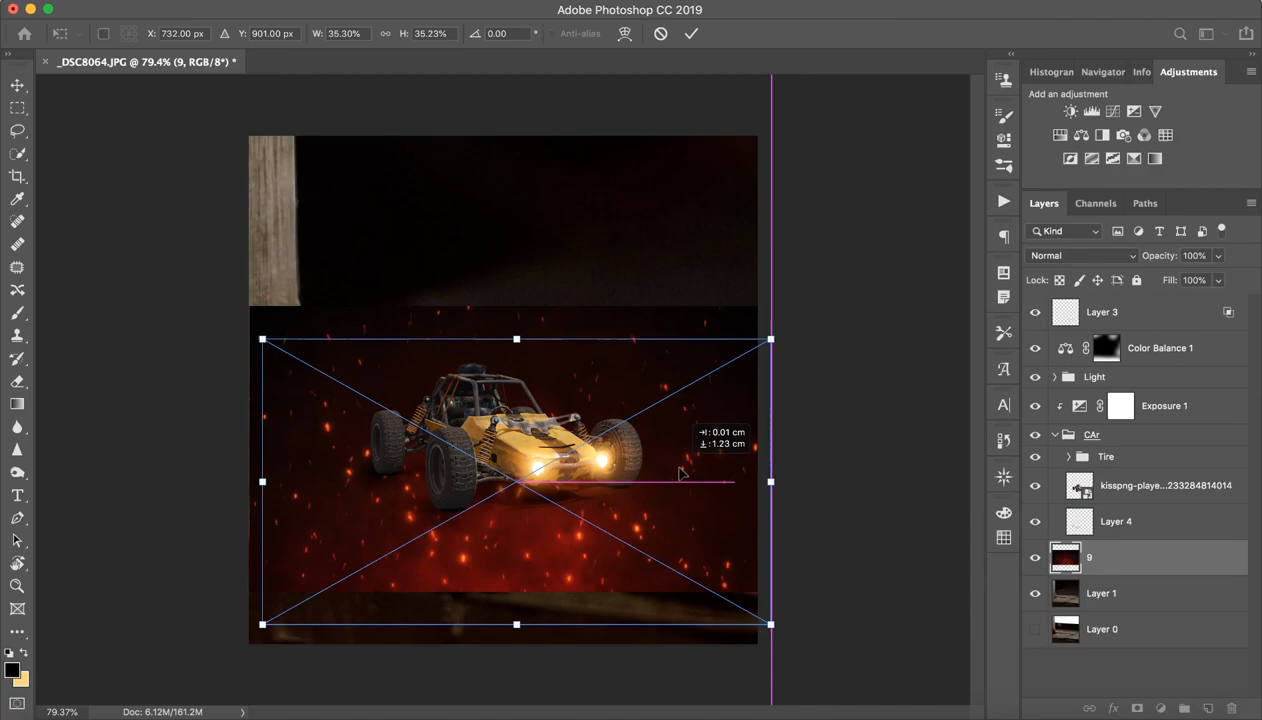 Adobe Photoshop CC 2019
X: 732.00 px
Y: 901.00 px
W: 35.30%
H: 35.23%
0.00 °
Anti-alias
_DSC8064.JPG @ 79.4% (9, RGB/8*) *
Histogran
Navigator
Info
Adjustments
Add an adjustment
Layers
Channels
Paths
Kind
Normal
Opacity: 100%
Lock:
Fill: 100%
Layer 3
Color Balance 1
Light
Exposure 1
CAr
Tire
kisspng-playe...233284814014
Layer 4
9
Layer 1
Layer 0
: 0.01 cm
: 1.23 cm
79.37%
Doc: 6.12M/161.2M